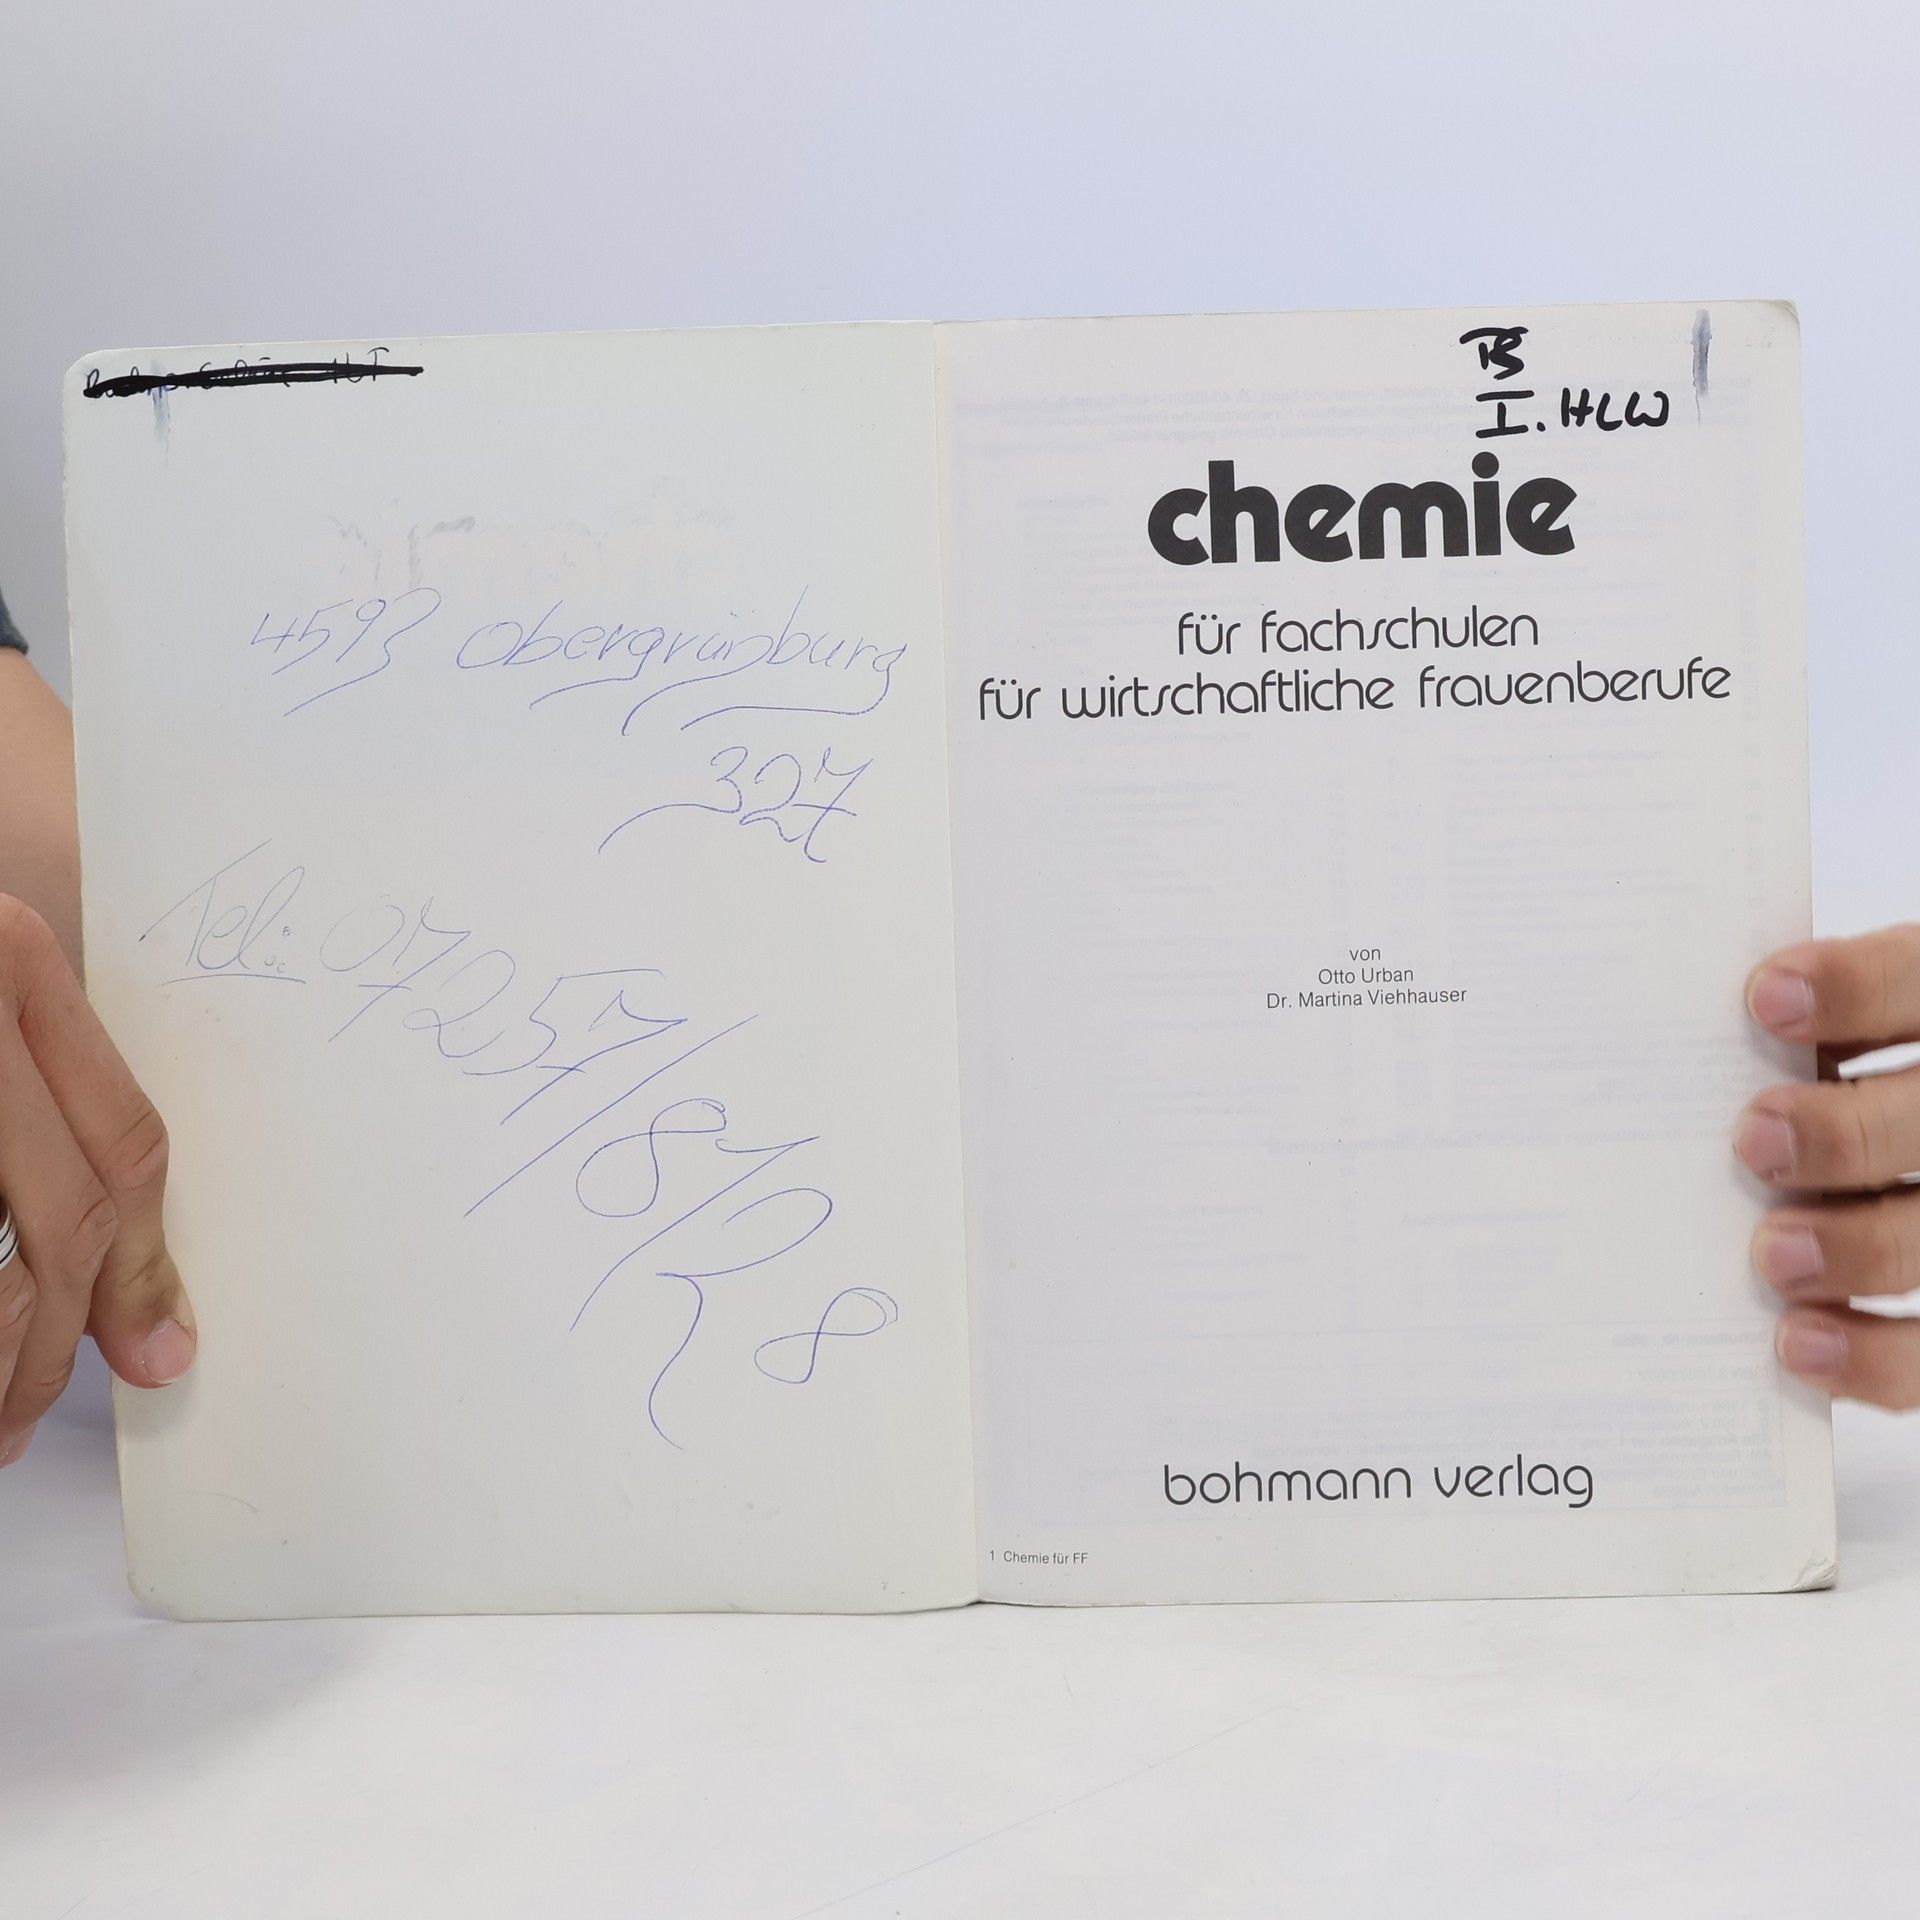 4593 Obergrünburg
327
Tel.: 07257/87
I. HLW
chemie
für fachschulen
für wirtschaftliche frauenberufe
von
Otto Urban
Dr. Martina Viehhauser
bohmann verlag
1 Chemie für FF